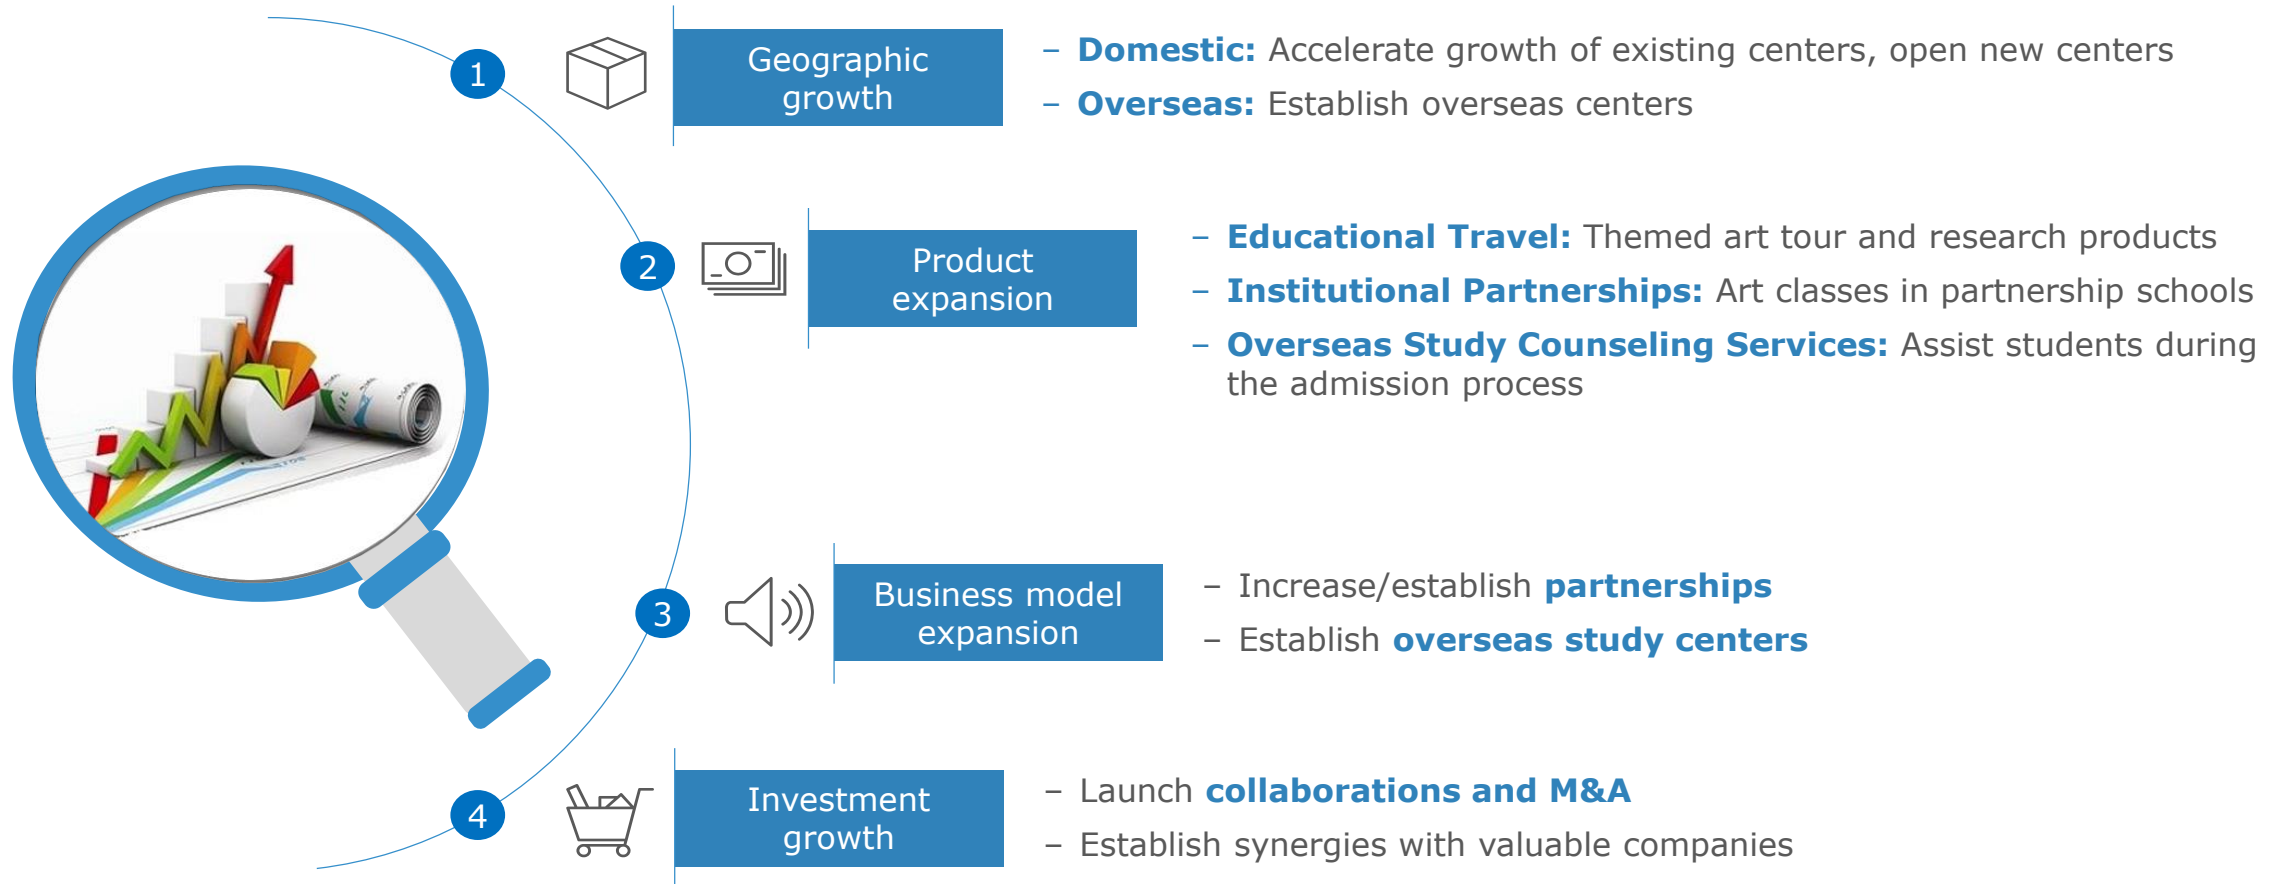 1
Geographic
growth
– Domestic: Accelerate growth of existing centers, open new centers
– Overseas: Establish overseas centers
2
Product
expansion
– Educational Travel: Themed art tour and research products
– Institutional Partnerships: Art classes in partnership schools
– Overseas Study Counseling Services: Assist students during
the admission process
3
Business model
expansion
– Increase/establish partnerships
– Establish overseas study centers
4
Investment
growth
– Launch collaborations and M&A
– Establish synergies with valuable companies